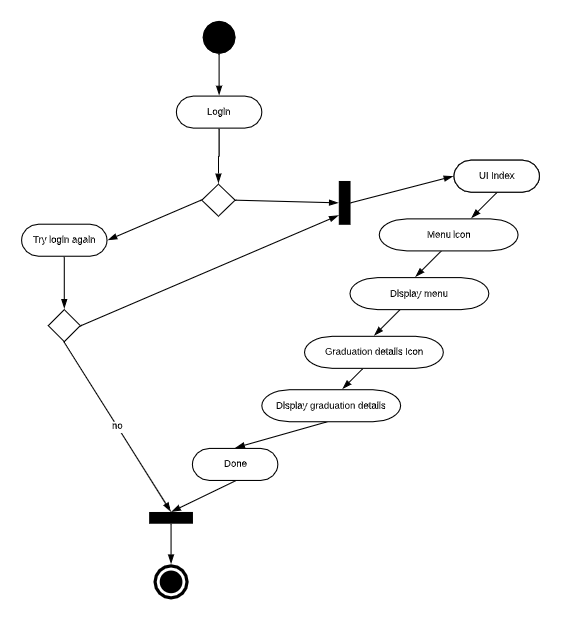 Login
UI Index
Try login again
Menu icon
Display menu
Graduation details icon
Display graduation details
no
Done